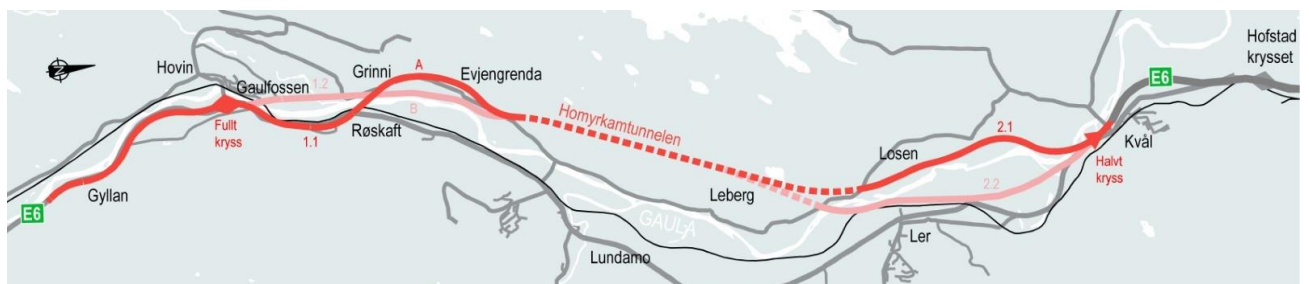 Hovin
Gaulfossen
1.2
Grinni
A
Evjengrenda
B
Fullt
kryss
1.1
Røskaft
Gyllan
E6
Homyrkamtunnelen
Lundamo
GAULA
Leberg
Losen
2.1
2.2
Ler
Halvt
kryss
Kvål
E6
Hofstad
krysset